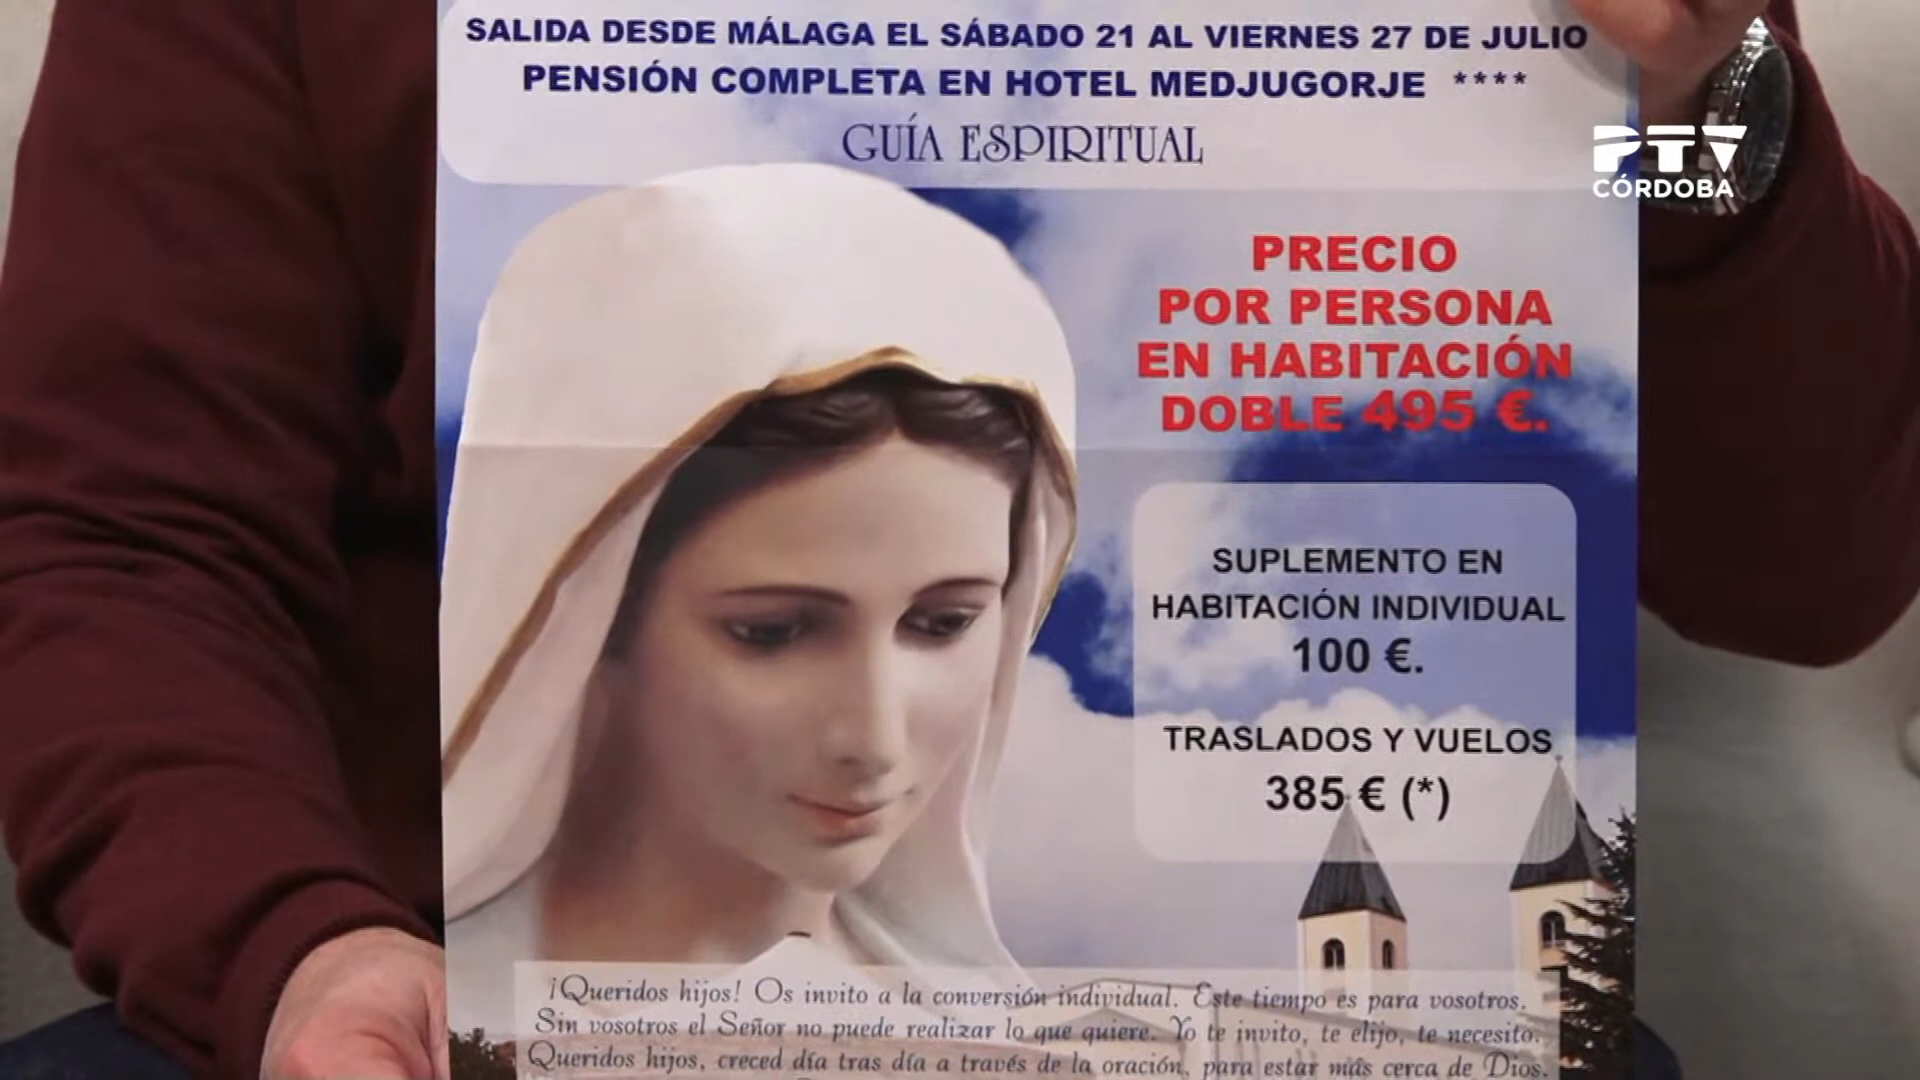 SALIDA DESDE MÁLAGA EL SÁBADO 21 AL VIERNES 27 DE JULIO
PENSIÓN COMPLETA EN HOTEL MEDJUGORJE ****
GUÍA ESPIRITUAL
PTV
CÓRDOBA
PRECIO
POR PERSONA
EN HABITACIÓN
DOBLE 495 €.
SUPLEMENTO EN
HABITACIÓN INDIVIDUAL
100 €.
TRASLADOS Y VUELOS
385 € (*)
¡Queridos hijos! Os invito a la conversión individual. Este tiempo es para vosotros.
Sin vosotros el Señor no puede realizar lo que quiere. Yo te invito, te elijo, te necesito.
Queridos hijos, creced día tras día a través de la oración, para estar más cerca de Dios.